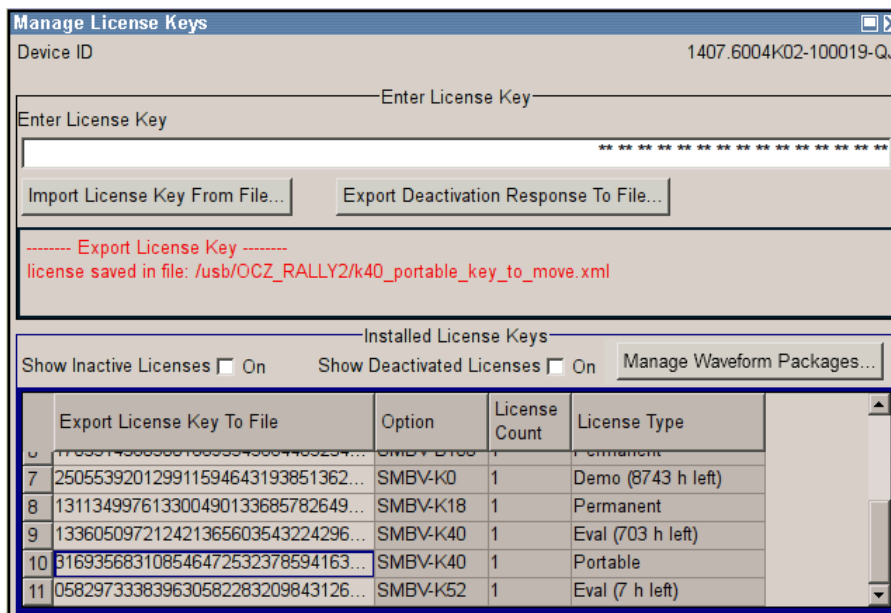 Manage License Keys
Device ID 1407.6004K02-100019-QJ
Enter License Key
Enter License Key
** ** ** ** ** ** ** ** ** ** ** ** ** ** **
Import License Key From File... Export Deactivation Response To File...
-------- Export License Key --------
license saved in file: /usb/OCZ_RALLY2/k40_portable_key_to_move.xml
Installed License Keys
Show Inactive Licenses On Show Deactivated Licenses On Manage Waveform Packages...
Export License Key To File Option License Count License Type
7 250553920129911594643193851362... SMBV-K0 1 Demo (8743 h left)
8 131134997613300490133685782649... SMBV-K18 1 Permanent
9 133605097212421365603543224296... SMBV-K40 1 Eval (703 h left)
10 316935683108546472532378594163... SMBV-K40 1 Portable
11 058297333839630582283209843126... SMBV-K52 1 Eval (7 h left)